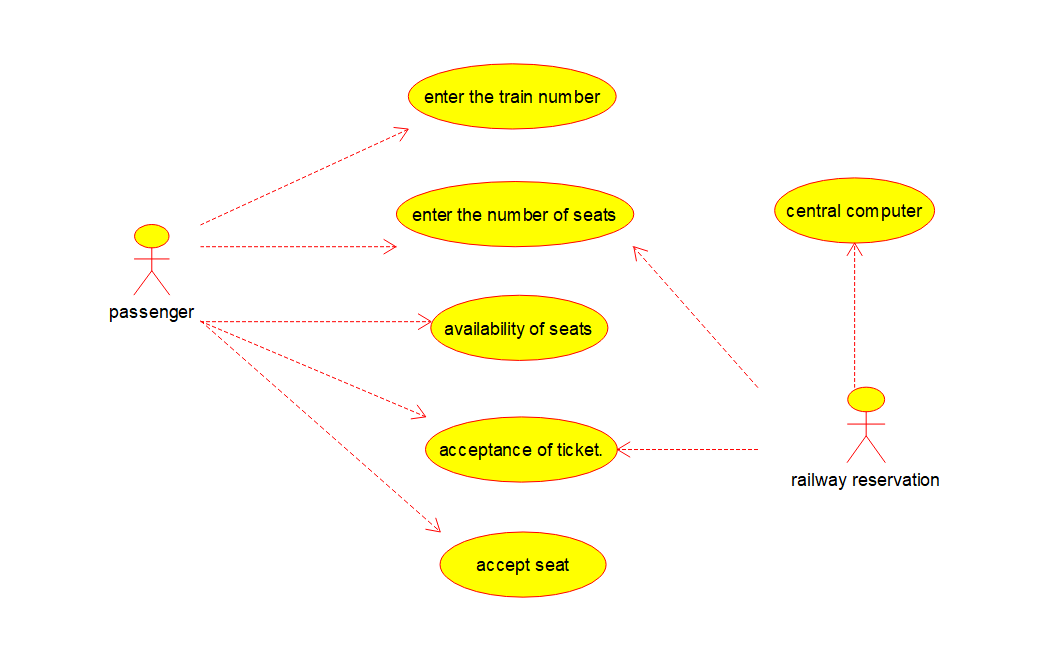 enter the train number
enter the number of seats
central computer
passenger
availability of seats
acceptance of ticket.
railway reservation
accept seat